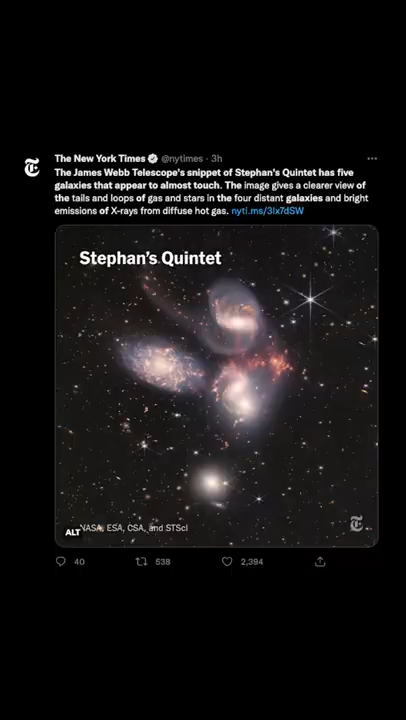 The New York Times @nytimes · 3h
The James Webb Telescope's snippet of Stephan's Quintet has five
galaxies that appear to almost touch. The image gives a clearer view of
the tails and loops of gas and stars in the four distant galaxies and bright
emissions of X-rays from diffuse hot gas. nyti.ms/3Ix7dSW
Stephan's Quintet
ALT NASA, ESA, CSA, and STScI
40 538 2,394